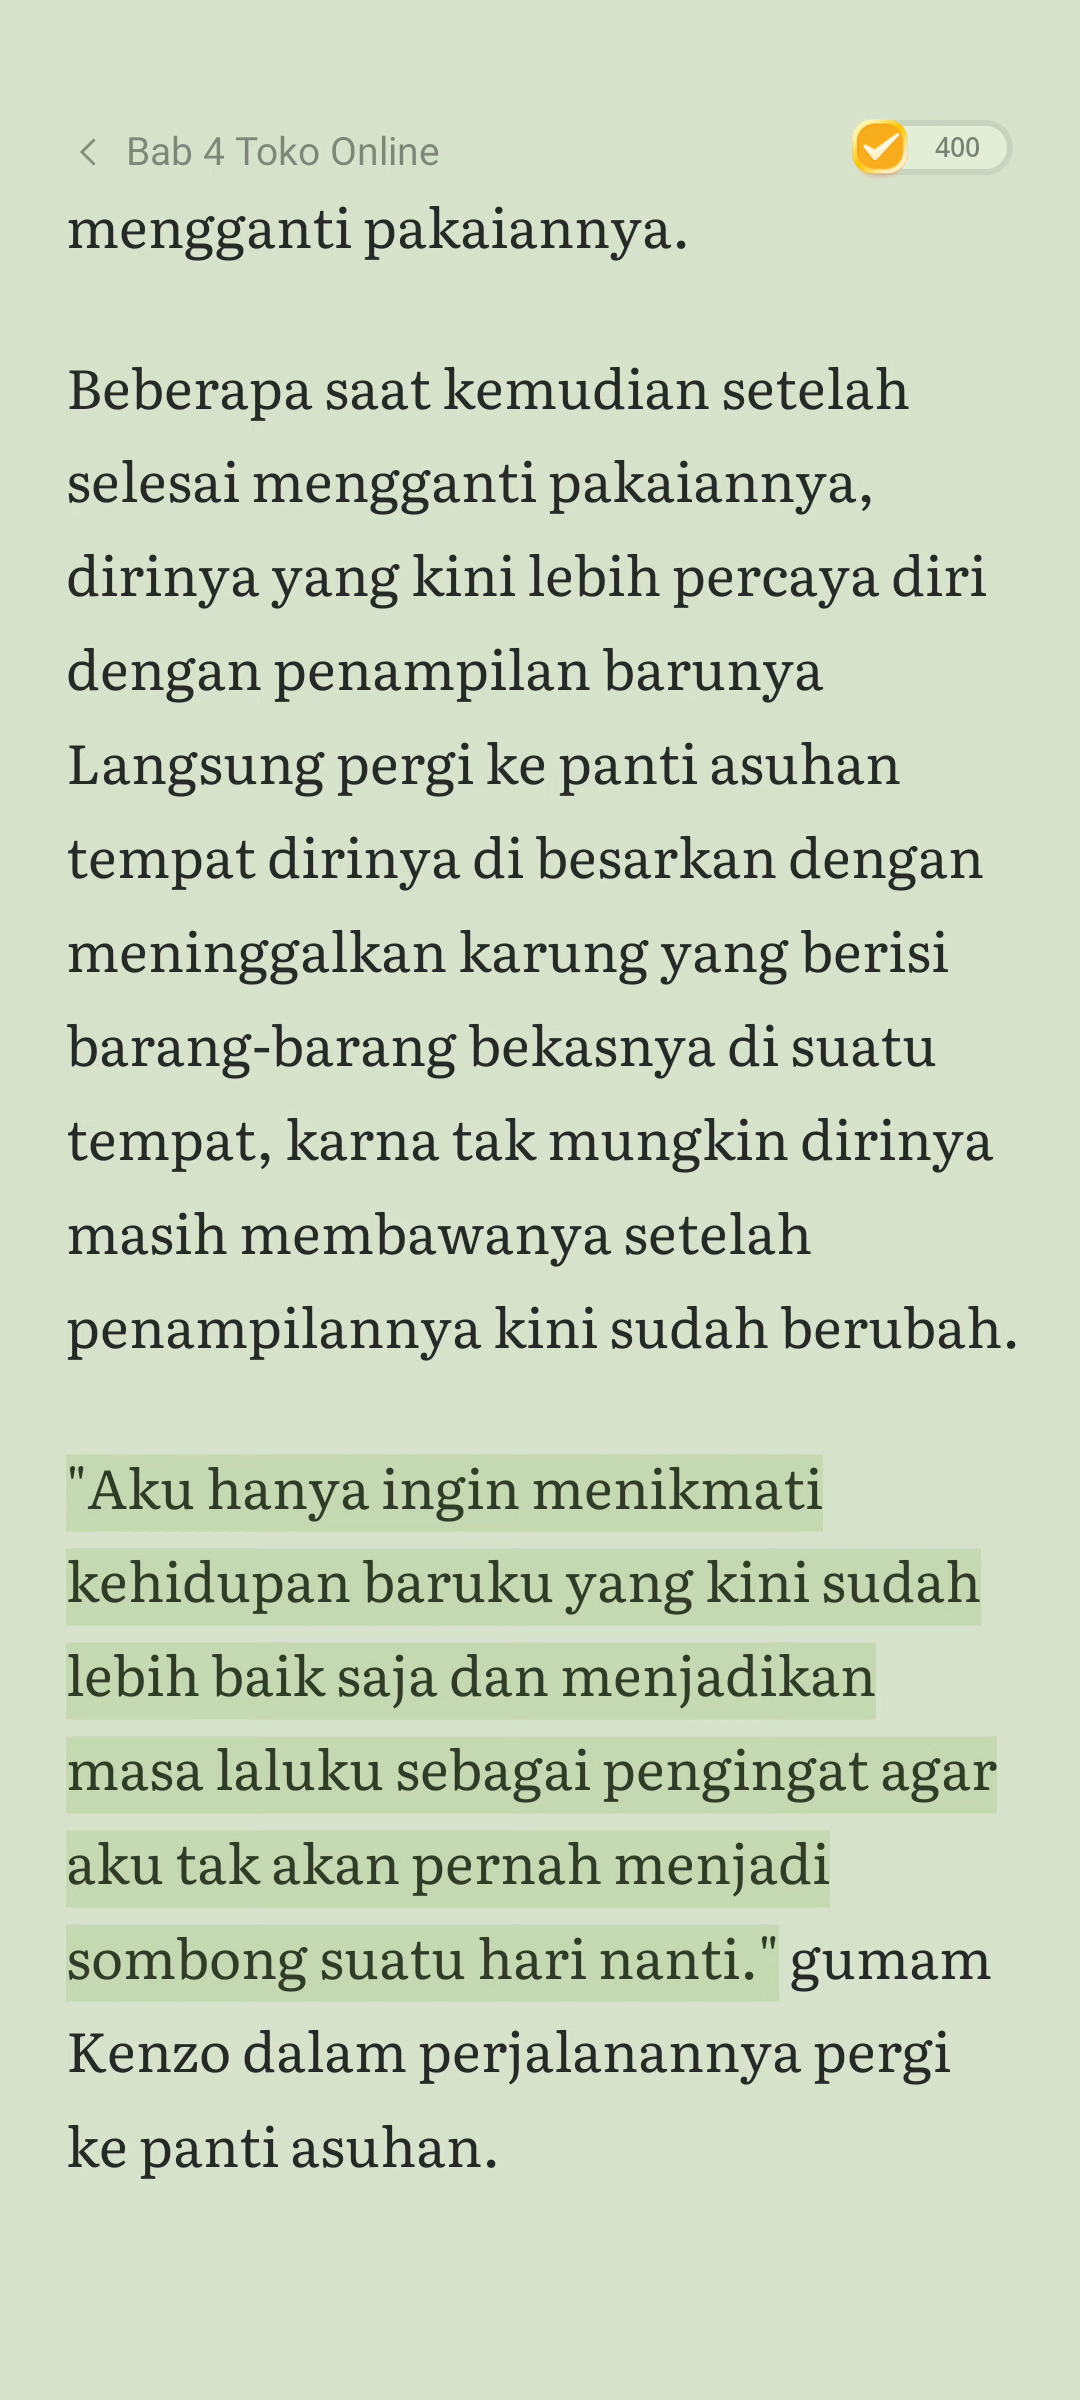 Bab 4 Toko Online
400
mengganti pakaiannya.
Beberapa saat kemudian setelah
selesai mengganti pakaiannya,
dirinya yang kini lebih percaya diri
dengan penampilan barunya
Langsung pergi ke panti asuhan
tempat dirinya di besarkan dengan
meninggalkan karung yang berisi
barang-barang bekasnya di suatu
tempat, karna tak mungkin dirinya
masih membawanya setelah
penampilannya kini sudah berubah.
"Aku hanya ingin menikmati
kehidupan baruku yang kini sudah
lebih baik saja dan menjadikan
masa laluku sebagai pengingat agar
aku tak akan pernah menjadi
sombong suatu hari nanti." gumam
Kenzo dalam perjalanannya pergi
ke panti asuhan.